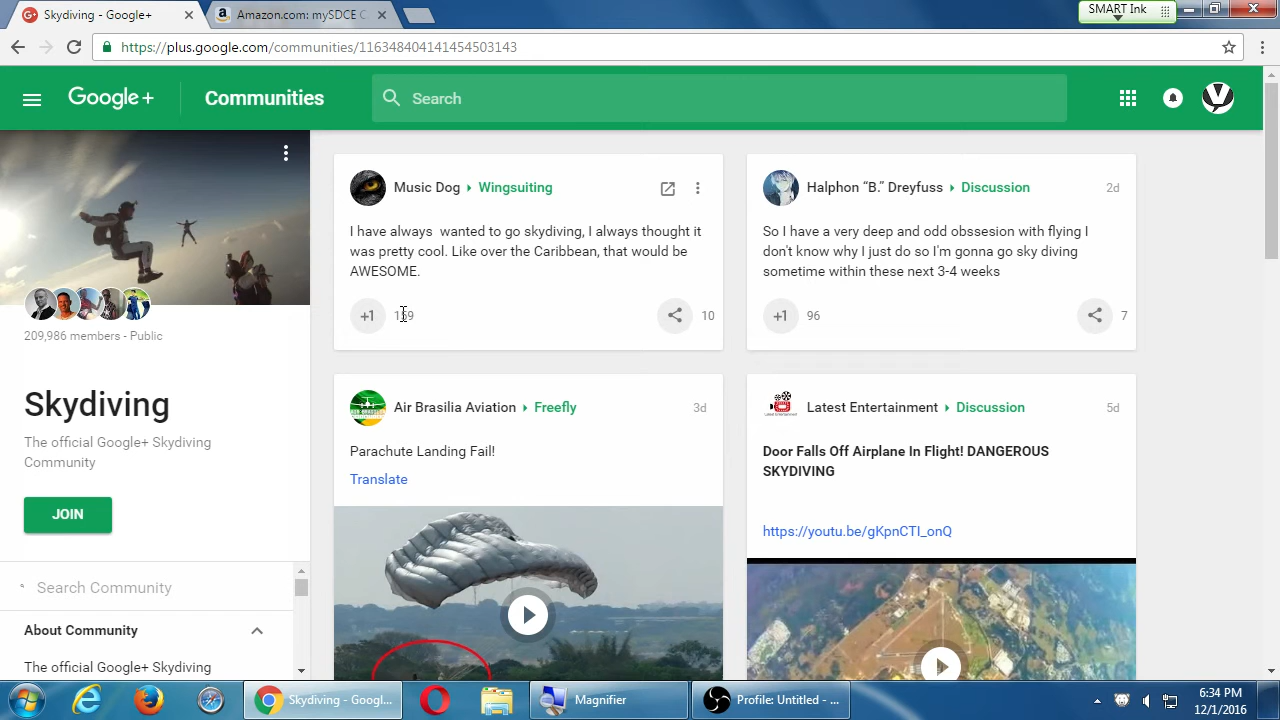 Skydiving - Google+
Amazon.com: mySDCE C
SMART Ink
https://plus.google.com/communities/116348404141454503143
Google+
Communities
Search
Music Dog
Wingsuiting
I have always wanted to go skydiving, I always thought it
was pretty cool. Like over the Caribbean, that would be
AWESOME.
+1
10
Halphon “B.” Dreyfuss
Discussion
2d
So I have a very deep and odd obssesion with flying I
don't know why I just do so I'm gonna go sky diving
sometime within these next 3-4 weeks
+1
96
7
209,986 members - Public
Skydiving
The official Google+ Skydiving
Community
JOIN
Search Community
About Community
The official Google+ Skydiving
Air Brasilia Aviation
Freefly
3d
Parachute Landing Fail!
Translate
Latest Entertainment
Discussion
5d
Door Falls Off Airplane In Flight! DANGEROUS
SKYDIVING
https://youtu.be/gKpnCTI_onQ
Skydiving - Googl...
Magnifier
Profile: Untitled - ...
6:34 PM
12/1/2016